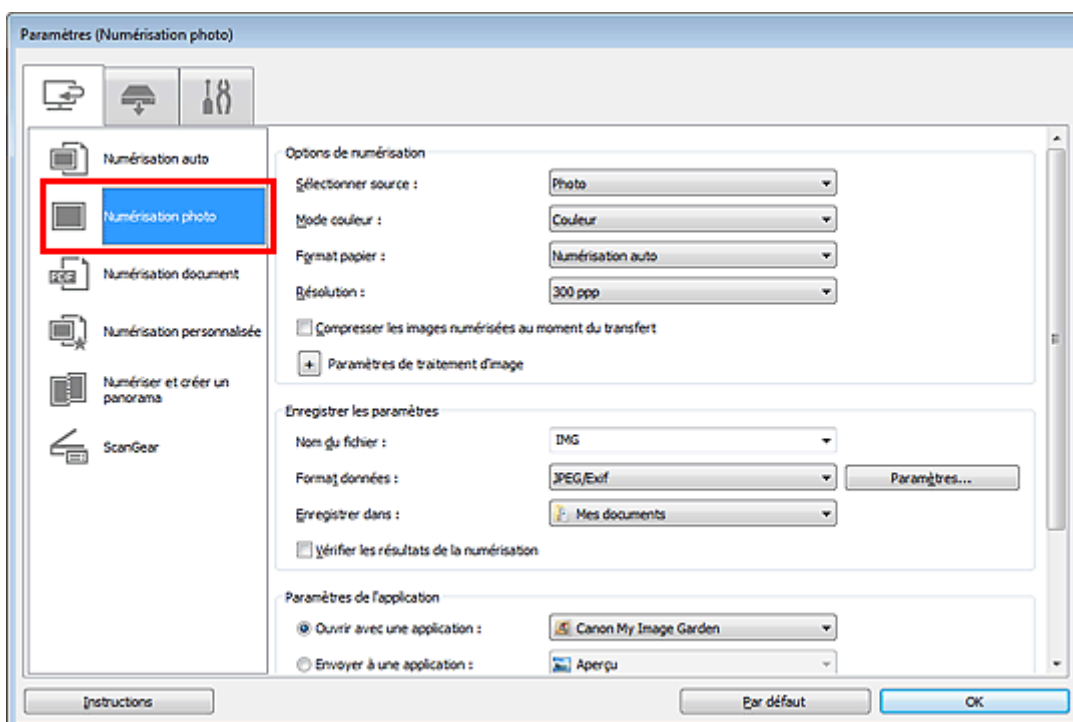 Paramètres (Numérisation photo)
Numérisation auto
Numérisation photo
PDF
Numérisation document
Numérisation personnalisée
Numériser et créer un
panorama
ScanGear
Options de numérisation
Sélectionner source : Photo
Mode couleur : Couleur
Format papier : Numérisation auto
Résolution : 300 ppp
Compresser les images numérisées au moment du transfert
+ Paramètres de traitement d'image
Enregistrer les paramètres
Nom du fichier : IMG
Format données : JPEG/Exif Paramètres...
Enregistrer dans : Mes documents
Vérifier les résultats de la numérisation
Paramètres de l'application
Ouvrir avec une application : Canon My Image Garden
Envoyer à une application : Aperçu
Instructions Par défaut OK